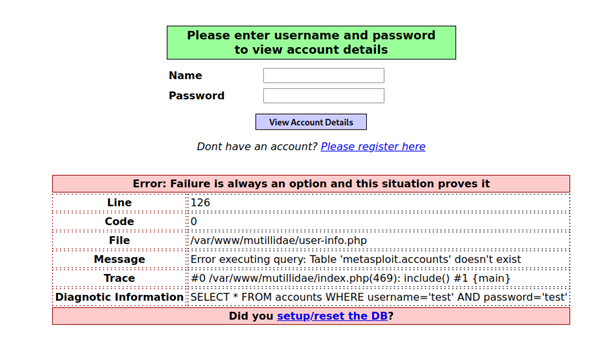 Please enter username and password
to view account details
Name
Password
View Account Details
Dont have an account? Please register here
Error: Failure is always an option and this situation proves it
Line 126
Code 0
File /var/www/mutillidae/user-info.php
Message Error executing query: Table 'metasploit.accounts' doesn't exist
Trace #0 /var/www/mutillidae/index.php(469): include() #1 {main}
Diagnotic Information SELECT * FROM accounts WHERE username='test' AND password='test'
Did you setup/reset the DB?